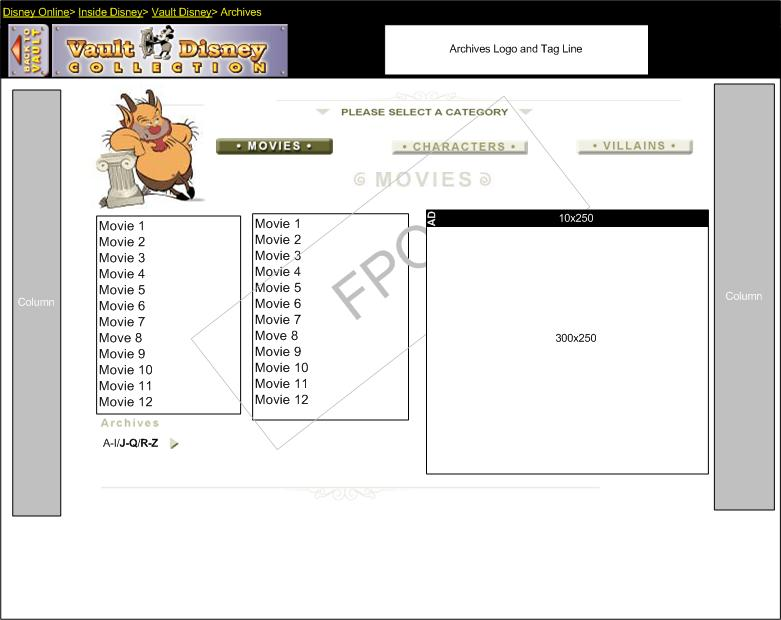 Disney Online> Inside Disney> Vault Disney> Archives
BACK TO
VAULT
Vault Disney
COLLECTION
Archives Logo and Tag Line
PLEASE SELECT A CATEGORY
• MOVIES •
• CHARACTERS •
• VILLAINS •
MOVIES
Column
Movie 1
Movie 2
Movie 3
Movie 4
Movie 5
Movie 6
Movie 7
Move 8
Movie 9
Movie 10
Movie 11
Movie 12
Movie 1
Movie 2
Movie 3
Movie 4
Movie 5
Movie 6
Movie 7
Move 8
Movie 9
Movie 10
Movie 11
Movie 12
FPO
AD
10x250
300x250
Column
Archives
A-I/J-Q/R-Z